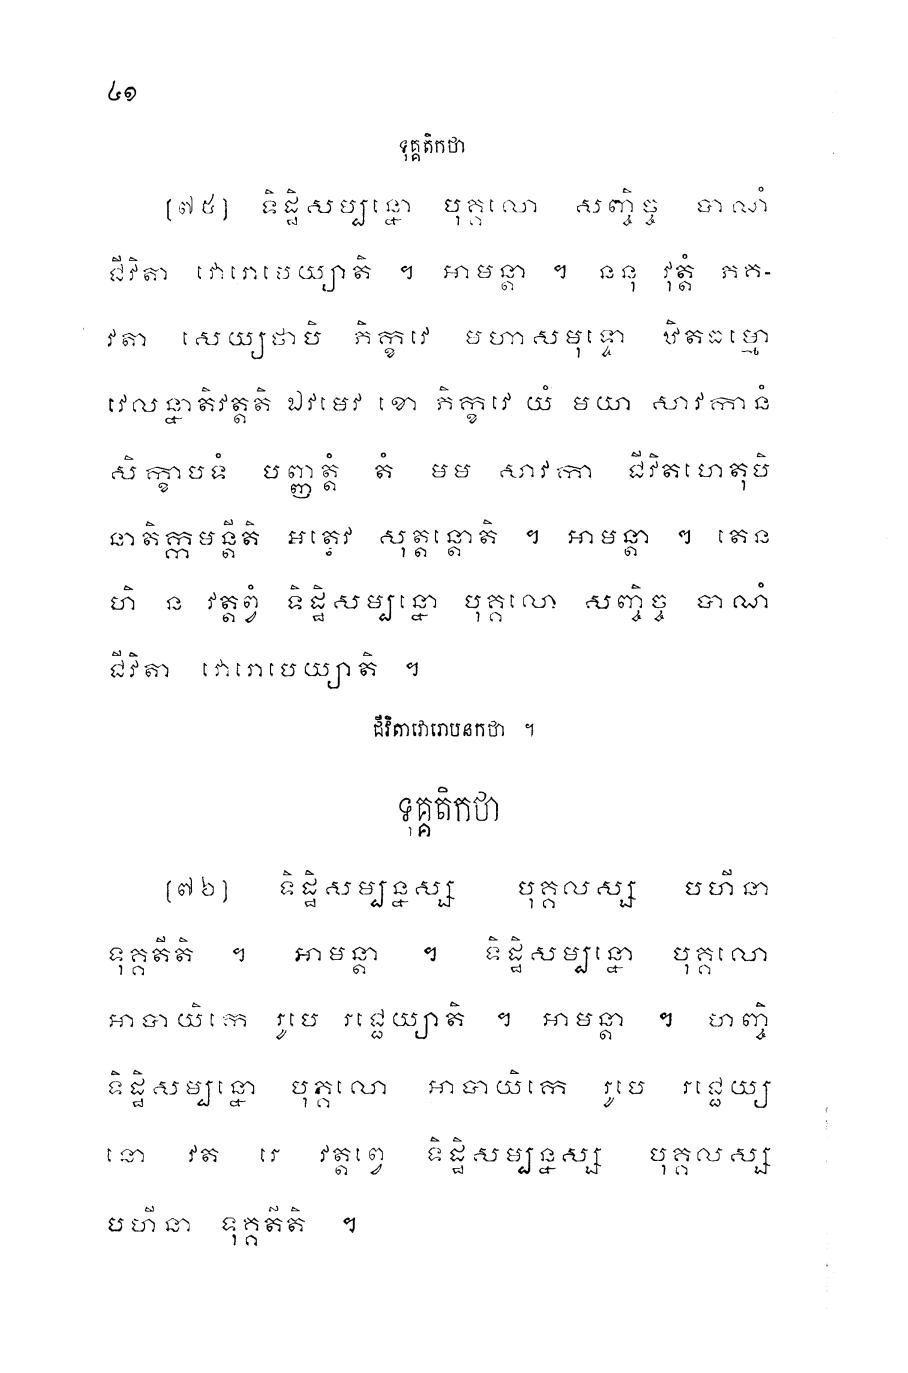 ៤១
ទុគ្គតិកថា
[៧៥] ទិដ្ឋិសម្បន្នោ បុគ្គលោ សញ្ចិច្ច បាណំ
ជីវិតា វោរោបេយ្យាតិ ។ អាមន្តា ។ ននុ វុត្តំ ភគ-
វតា សេយ្យថាបិ ភិក្ខវេ មហាសមុទ្ទោ ឋិតធម្មោ
វេលន្នាតិវត្តតិ ឯវមេវ ខោ ភិក្ខវេ យំ មយា សាវកានំ
សិក្ខាបទំ បញ្ញត្តំ តំ មម សាវកា ជីវិតហេតុបិ
នាតិក្កមន្តីតិ អត្ថេវ សុត្តន្តោតិ ។ អាមន្តា ។ តេន
ហិ ន វត្តព្វំ ទិដ្ឋិសម្បន្នោ បុគ្គលោ សញ្ចិច្ច បាណំ
ជីវិតា វោរោបេយ្យាតិ ។
ជីវិតាវោរោបនកថា ។
ទុគ្គតិកថា
[៧៦] ទិដ្ឋិសម្បន្នស្ស បុគ្គលស្ស បហីនា
ទុគ្គតីតិ ។ អាមន្តា ។ ទិដ្ឋិសម្បន្នោ បុគ្គលោ
អាបាយិកេ រូបេ រជ្ជេយ្យាតិ ។ អាមន្តា ។ ហញ្ចិ
ទិដ្ឋិសម្បន្នោ បុគ្គលោ អាបាយិកេ រូបេ រជ្ជេយ្យ
នោ វត រេ វត្តព្វេ ទិដ្ឋិសម្បន្នស្ស បុគ្គលស្ស
បហីនា ទុគ្គតីតិ ។